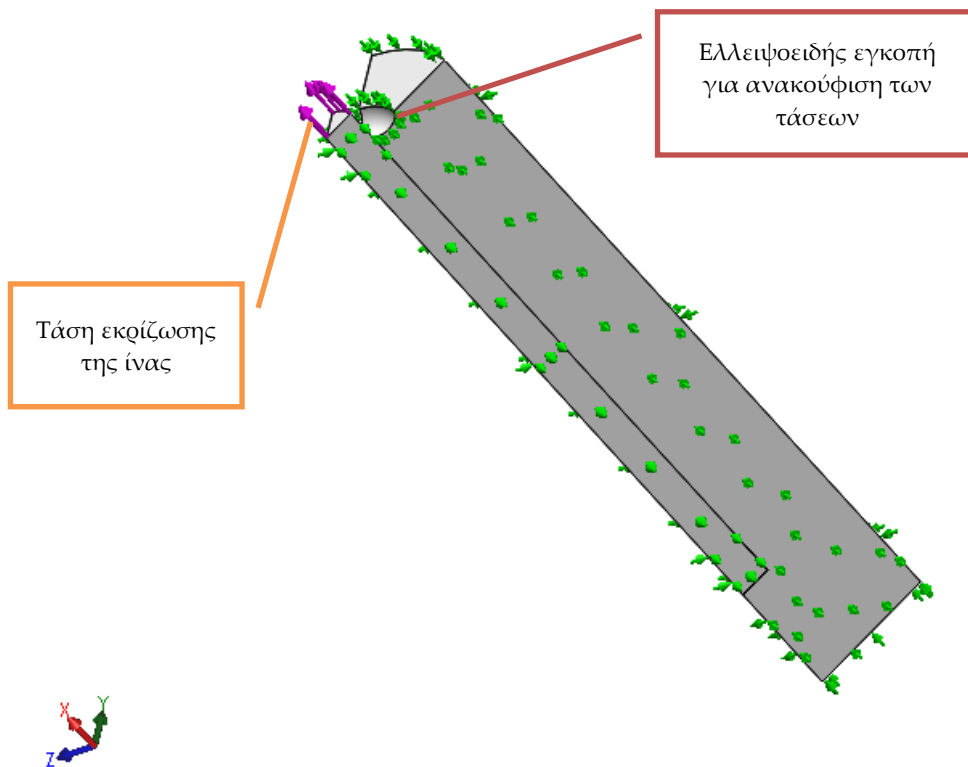 Ελλειψοειδής εγκοπή
για ανακούφιση των
τάσεων
Τάση εκρίζωσης
της ίνας
X
Y
Z